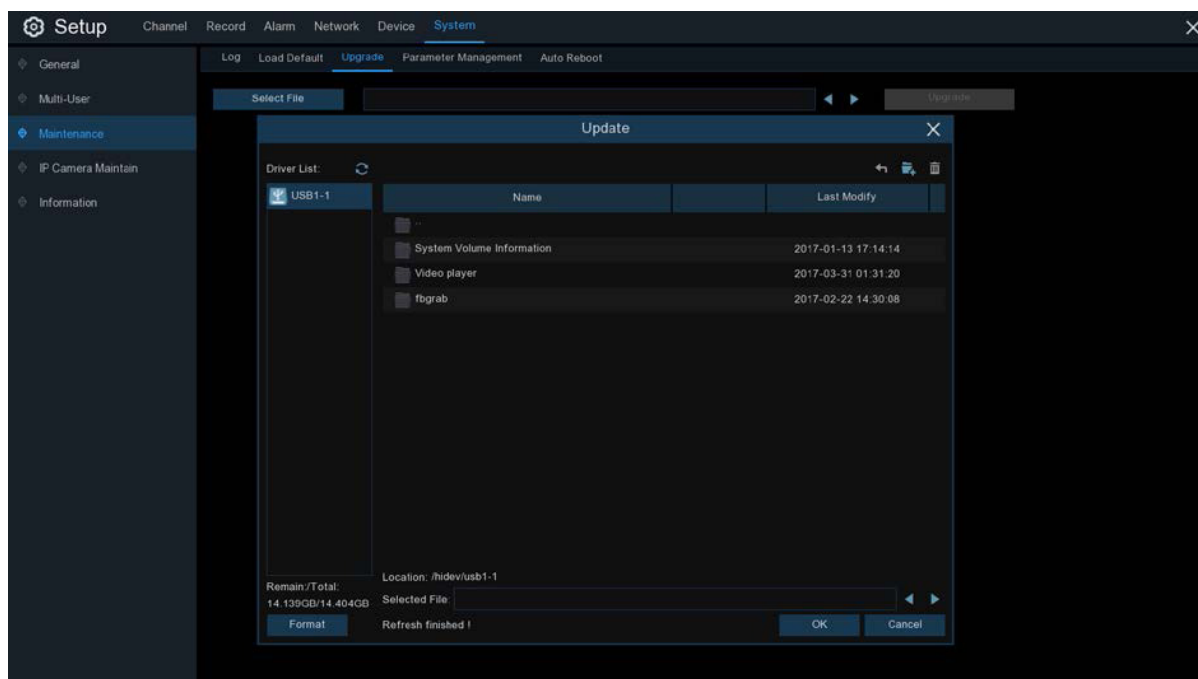 Setup Channel Record Alarm Network Device System
Log Load Default Upgrade Parameter Management Auto Reboot
General
Multi-User
Maintenance
IP Camera Maintain
Information
Select File Upgrade
Update
Driver List:
USB1-1
Name Last Modify
..
System Volume Information 2017-01-13 17:14:14
Video player 2017-03-31 01:31:20
fbgrab 2017-02-22 14:30:08
Remain:/Total:
14.139GB/14.404GB
Format
Location: /hidev/usb1-1
Selected File:
Refresh finished !
OK Cancel